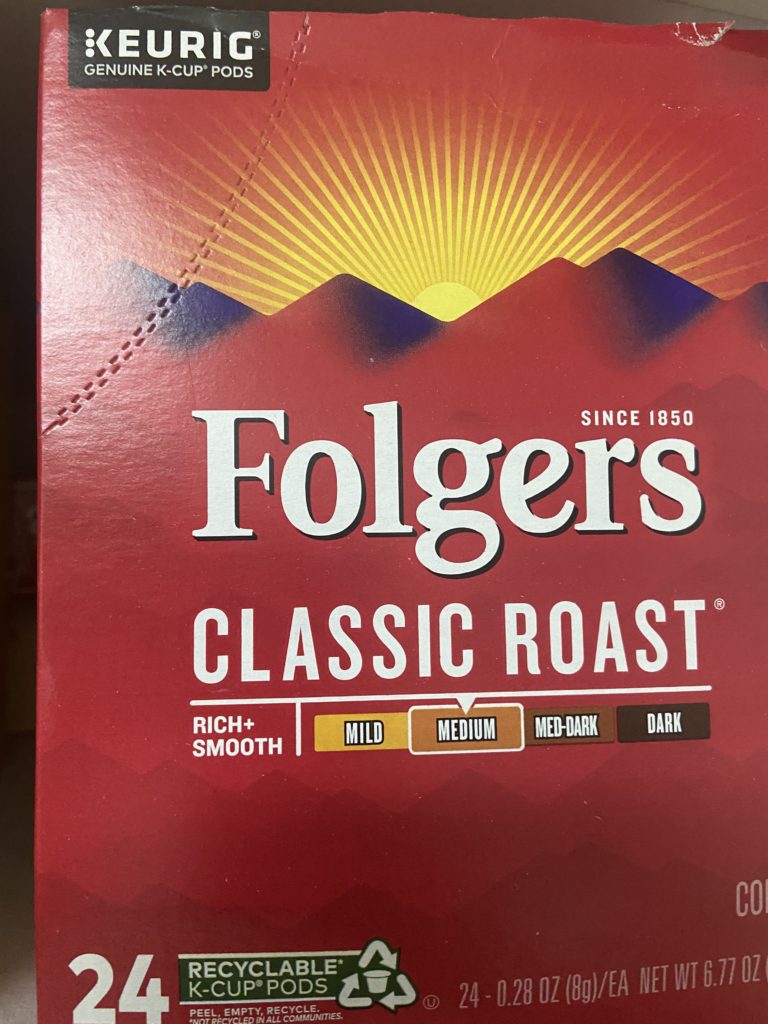 KEURIG®
GENUINE K-CUP® PODS
SINCE 1850
Folgers
CLASSIC ROAST®
RICH+
SMOOTH
MILD MEDIUM MED-DARK DARK
24
RECYCLABLE*
K-CUP® PODS
PEEL, EMPTY, RECYCLE.
*NOT RECYCLED IN ALL COMMUNITIES.
U
24 - 0.28 OZ (8g)/EA NET WT 6.77 OZ